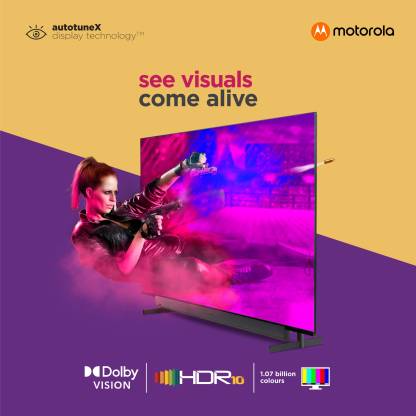 autotuneX
display technology™
motorola
see visuals
come alive
Dolby
VISION
HDR10
1.07 billion
colours